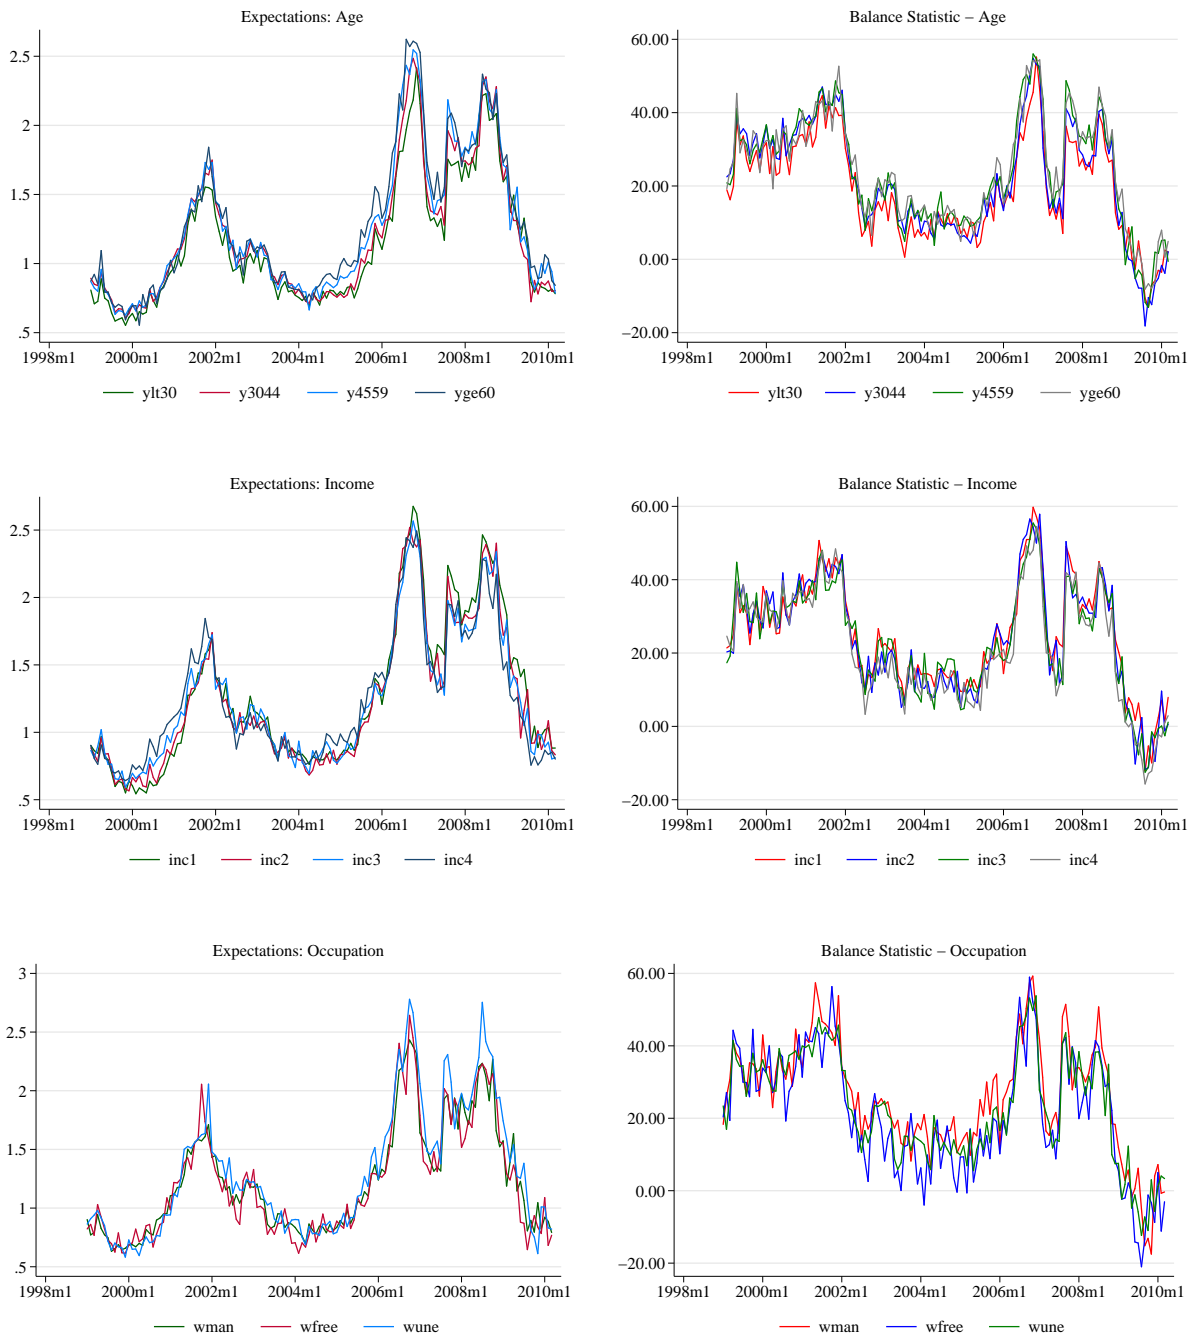 Expectations: Age
2.5
2
1.5
1
.5
1998m1 2000m1 2002m1 2004m1 2006m1 2008m1 2010m1
ylt30 y3044 y4559 yge60
Balance Statistic – Age
60.00
40.00
20.00
0.00
−20.00
1998m1 2000m1 2002m1 2004m1 2006m1 2008m1 2010m1
ylt30 y3044 y4559 yge60
Expectations: Income
2.5
2
1.5
1
.5
1998m1 2000m1 2002m1 2004m1 2006m1 2008m1 2010m1
inc1 inc2 inc3 inc4
Balance Statistic – Income
60.00
40.00
20.00
0.00
−20.00
1998m1 2000m1 2002m1 2004m1 2006m1 2008m1 2010m1
inc1 inc2 inc3 inc4
Expectations: Occupation
3
2.5
2
1.5
1
.5
1998m1 2000m1 2002m1 2004m1 2006m1 2008m1 2010m1
wman wfree wune
Balance Statistic – Occupation
60.00
40.00
20.00
0.00
−20.00
1998m1 2000m1 2002m1 2004m1 2006m1 2008m1 2010m1
wman wfree wune